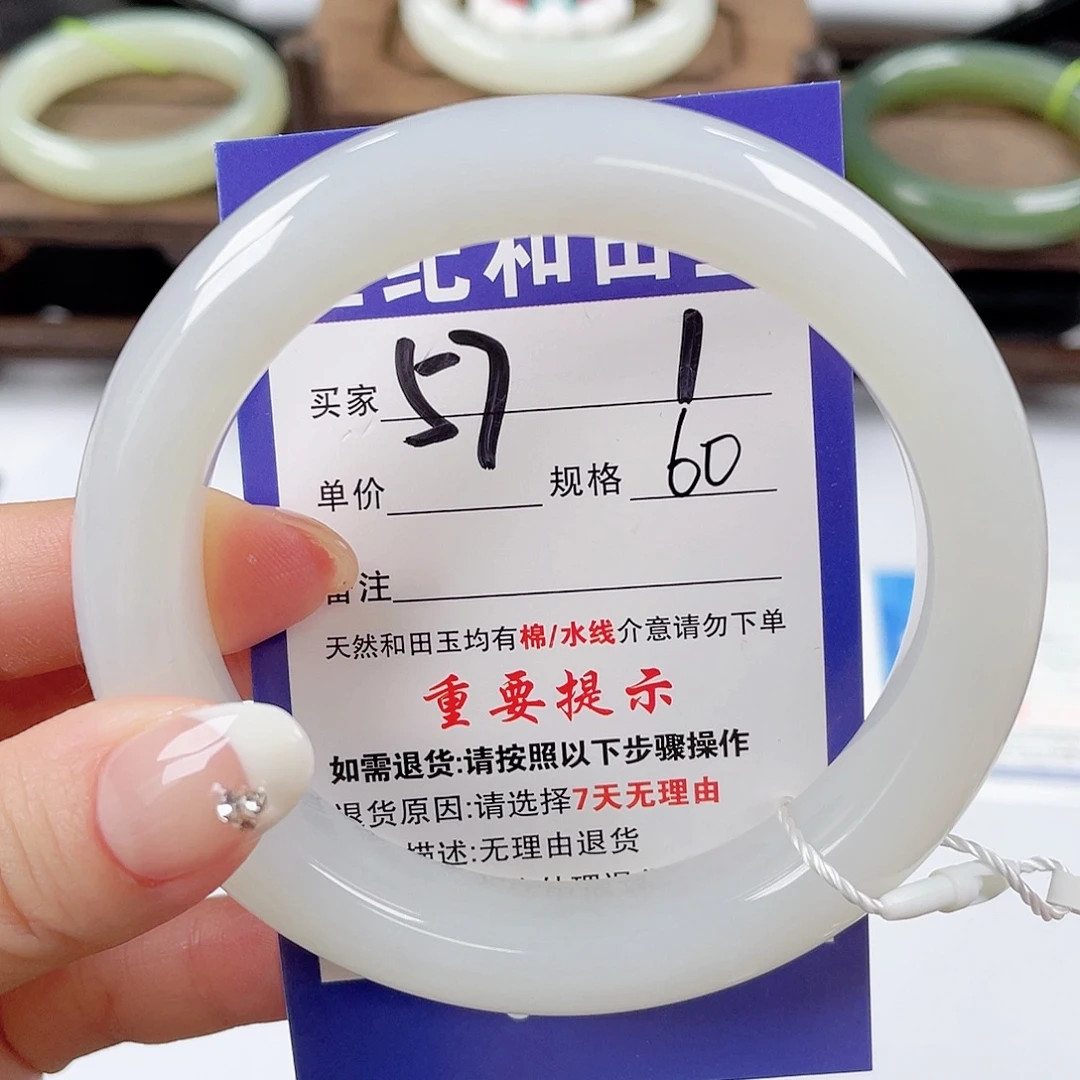 纪和田
买家 57 1
单价 规格 60
备注
天然和田玉均有棉/水线介意请勿下单
重要提示
如需退货:请按照以下步骤操作
退货原因:请选择7天无理由
描述:无理由退货